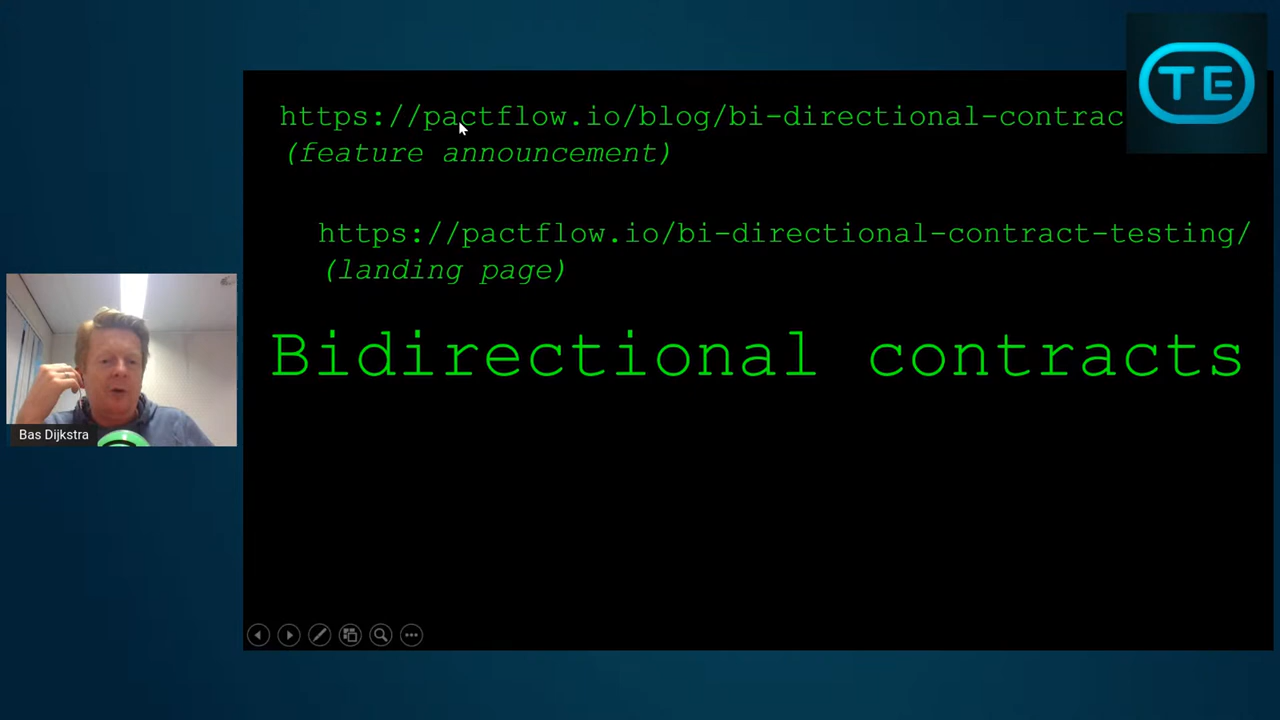 https://pactflow.io/blog/bi-directional-contrac
(feature announcement)
https://pactflow.io/bi-directional-contract-testing/
(landing page)
Bidirectional contracts
Bas Dijkstra
TE